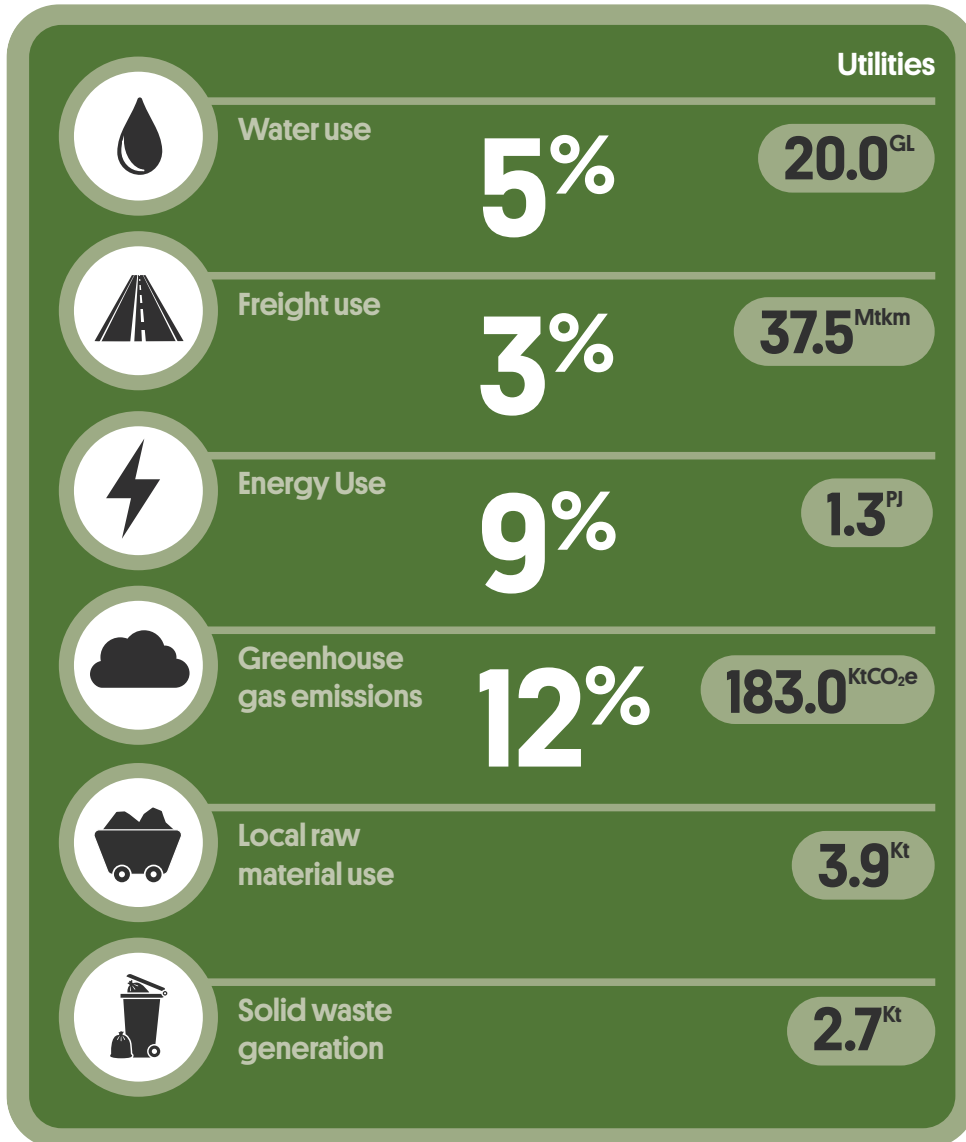 Utilities
Water use
5%
20.0GL
Freight use
3%
37.5Mtkm
Energy Use
9%
1.3PJ
Greenhouse
gas emissions
12%
183.0KtCO₂e
Local raw
material use
3.9Kt
Solid waste
generation
2.7Kt